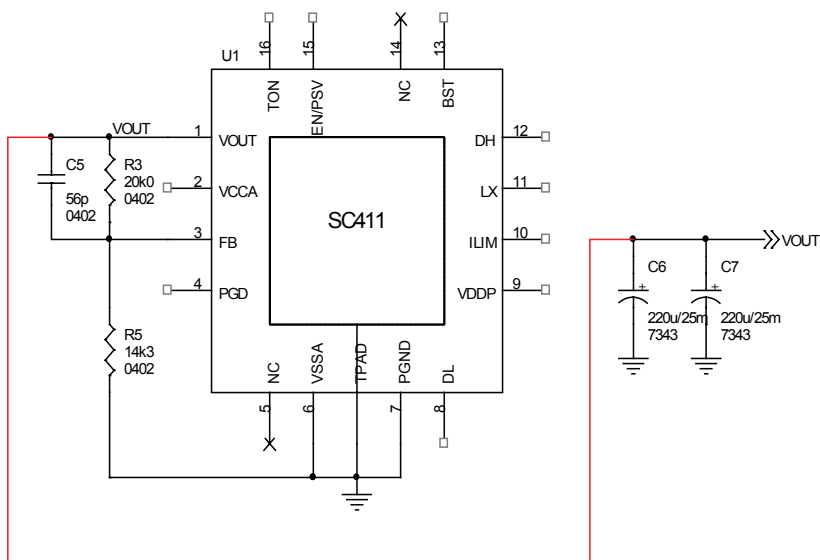 U1
16
15
14
13
TON
EN/PSV
NC
BST
VOUT
1
VOUT
DH
12
C5
56p
0402
R3
20k0
0402
2
VCCA
LX
11
SC411
3
FB
ILIM
10
VOUT
4
PGD
VDDP
9
C6
+
220u/25m
7343
C7
+
220u/25m
7343
R5
14k3
0402
NC
VSSA
TPAD
PGND
DL
5
6
7
8